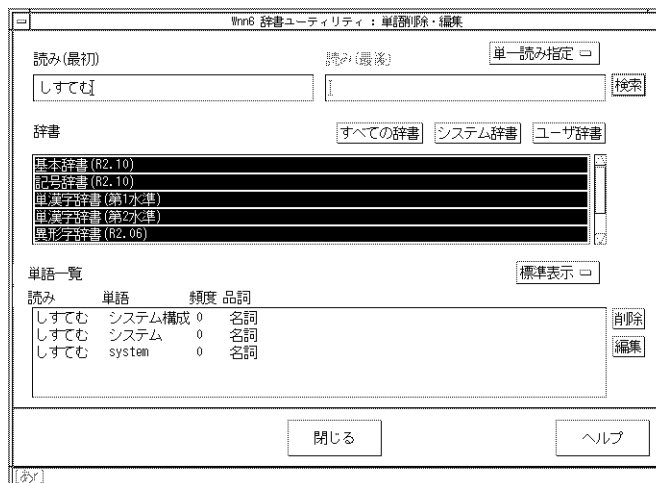 Wnn6 辞書ユーティリティ : 単語削除・編集
読み(最初) 読み(最後) 単一読み指定
しすてむ 検索
辞書 すべての辞書 システム辞書 ユーザ辞書
基本辞書(R2.10)
記号辞書(R2.10)
単漢字辞書(第1水準)
単漢字辞書(第2水準)
異形字辞書(R2.06)
単語一覧 標準表示
読み 単語 頻度 品詞
しすてむ システム構成 0 名詞 削除
しすてむ システム 0 名詞
しすてむ system 0 名詞 編集
閉じる ヘルプ
[あr]